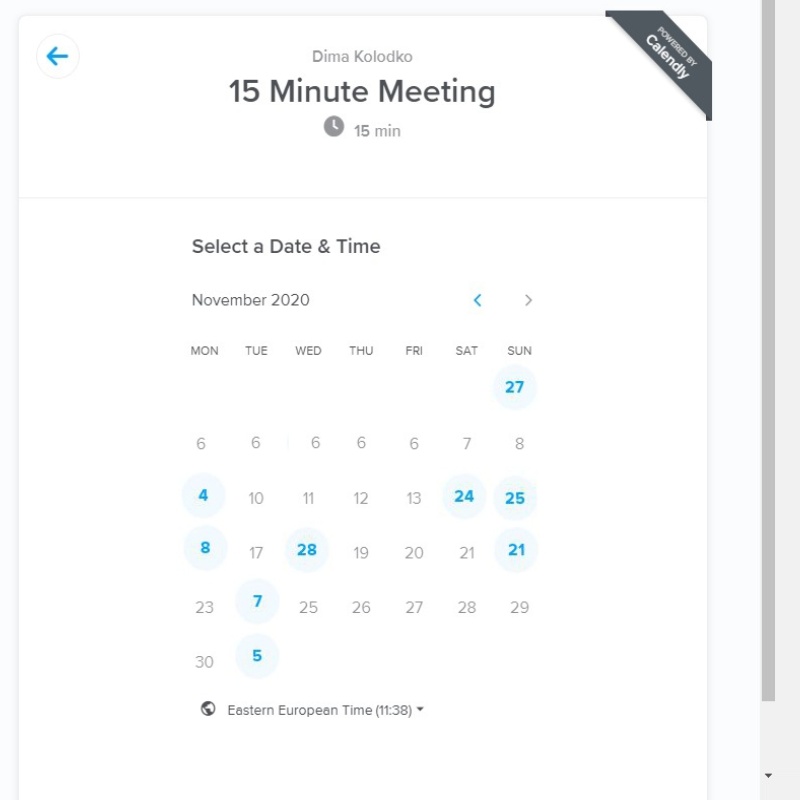 POWERED BY
Calendly
Dima Kolodko
15 Minute Meeting
15 min
Select a Date & Time
November 2020
MON TUE WED THU FRI SAT SUN
27
6 6 6 6 6 7 8
4 10 11 12 13 24 25
8 17 28 19 20 21 21
23 7 25 26 27 28 29
30 5
Eastern European Time (11:38)